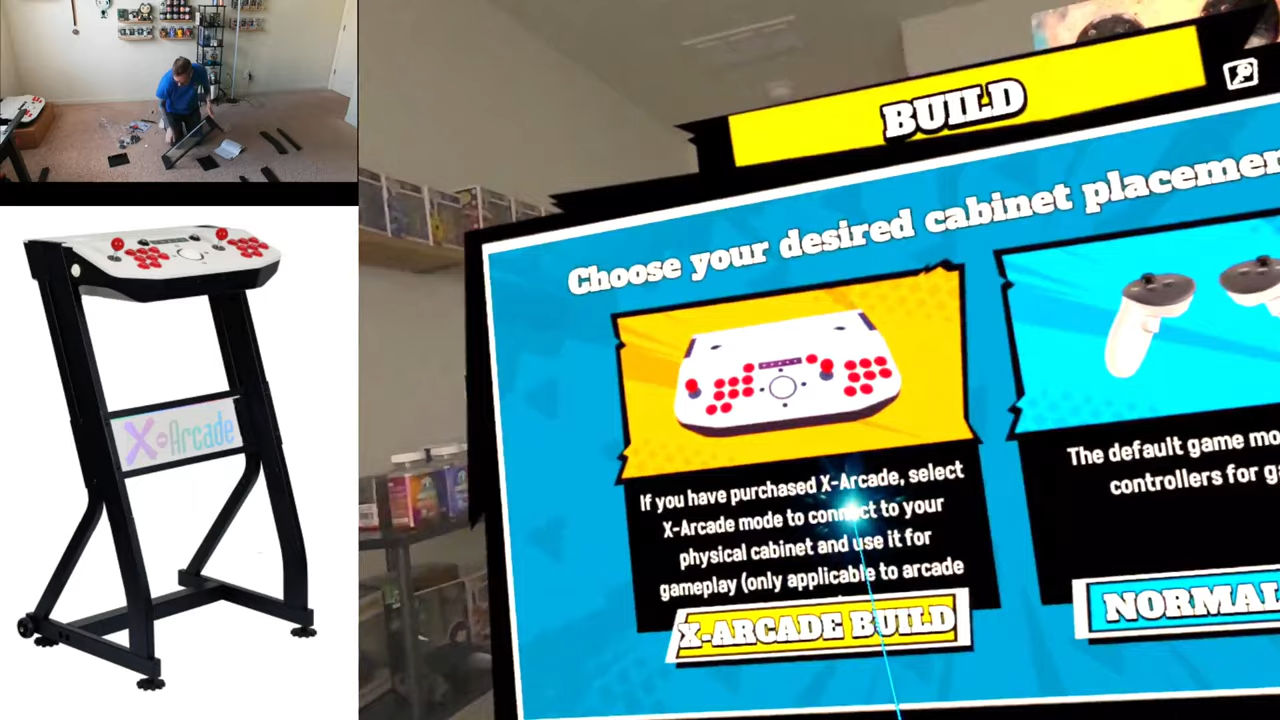 X-Arcade
BUILD
Choose your desired cabinet placemen
If you have purchased X-Arcade, select
X-Arcade mode to connect to your
physical cabinet and use it for
gameplay (only applicable to arcade
X-ARCADE BUILD
The default game mo
controllers for ga
NORMAL